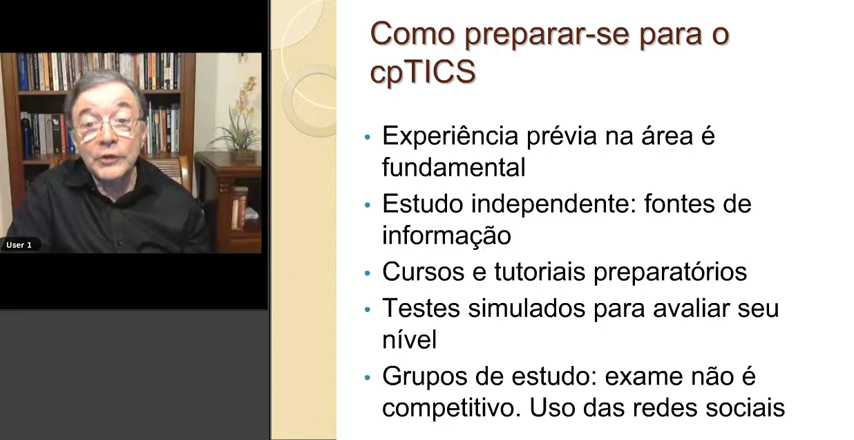 Como preparar-se para o
cpTICS
Experiência prévia na área é
fundamental
Estudo independente: fontes de
informação
Cursos e tutoriais preparatórios
Testes simulados para avaliar seu
nível
Grupos de estudo: exame não é
competitivo. Uso das redes sociais
User 1